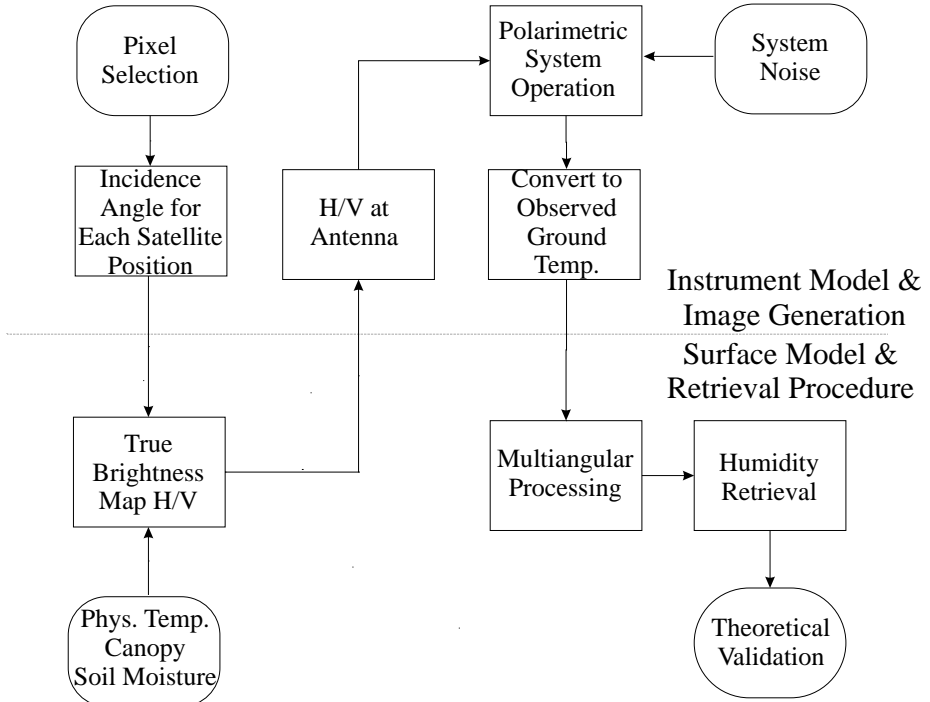 Pixel
Selection
Polarimetric
System
Operation
System
Noise
Incidence
Angle for
Each Satellite
Position
H/V at
Antenna
Convert to
Observed
Ground
Temp.
Instrument Model &
Image Generation
Surface Model &
Retrieval Procedure
True
Brightness
Map H/V
Multiangular
Processing
Humidity
Retrieval
Phys. Temp.
Canopy
Soil Moisture
Theoretical
Validation